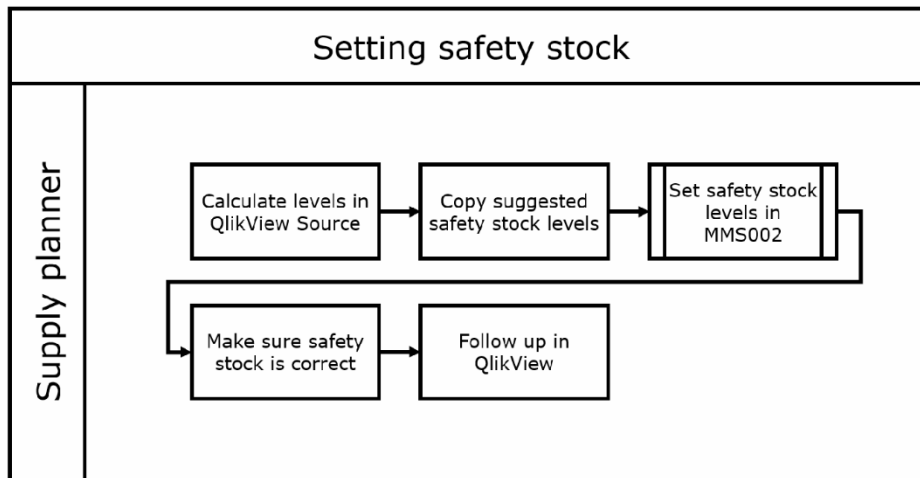 Setting safety stock
Supply planner
Calculate levels in
QlikView Source
Copy suggested
safety stock levels
Set safety stock
levels in
MMS002
Make sure safety
stock is correct
Follow up in
QlikView